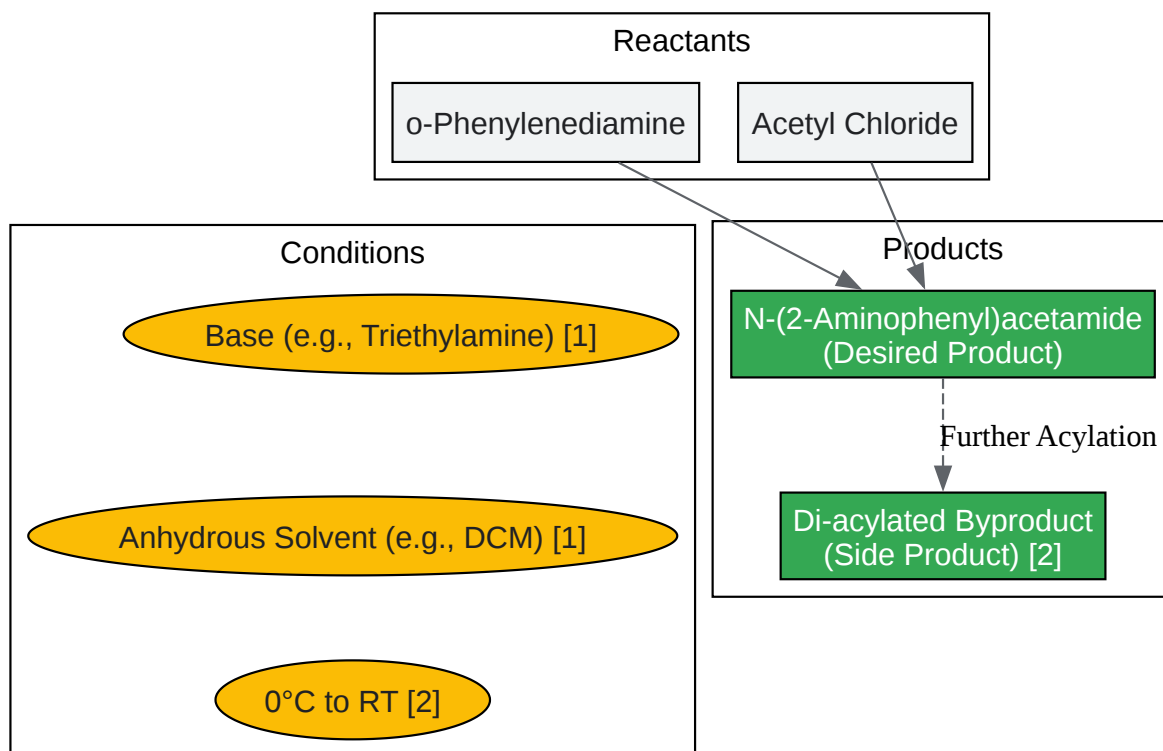 Reactants
o-Phenylenediamine
Acetyl Chloride
Conditions
Base (e.g., Triethylamine) [1]
Anhydrous Solvent (e.g., DCM) [1]
0°C to RT [2]
Products
N-(2-Aminophenyl)acetamide
(Desired Product)
Further Acylation
Di-acylated Byproduct
(Side Product) [2]